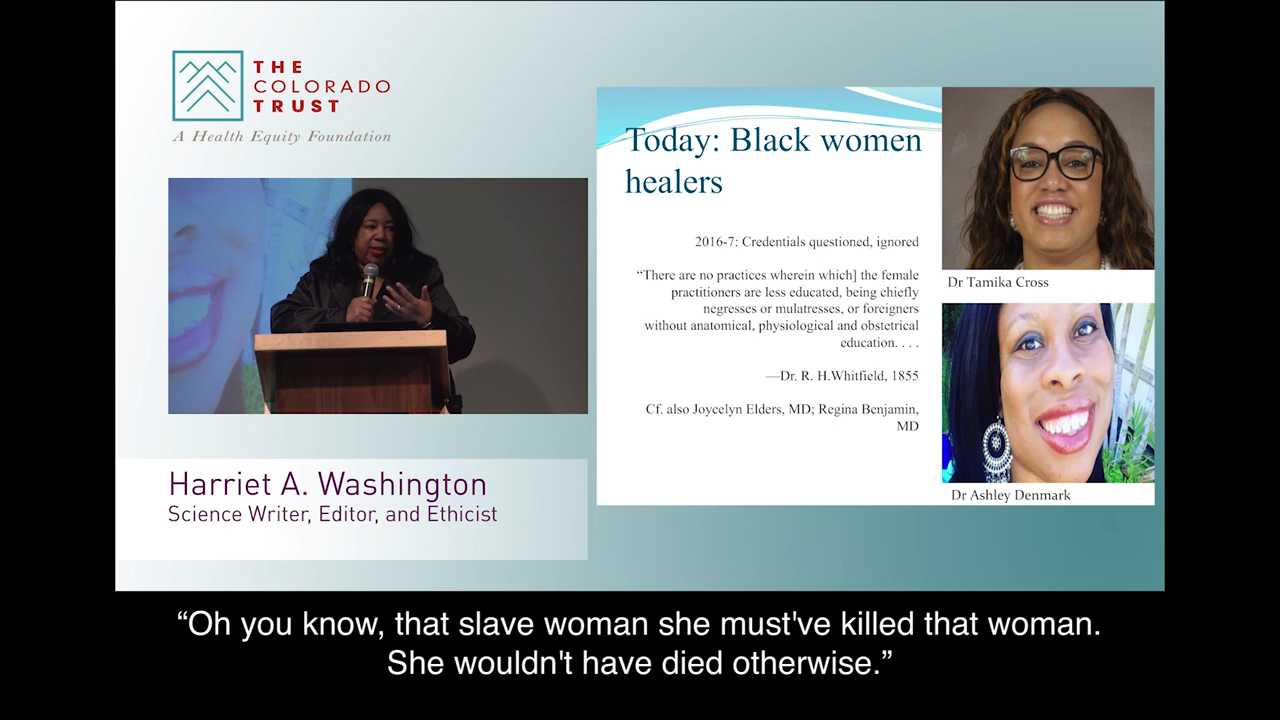 THE
COLORADO
TRUST
A Health Equity Foundation
Today: Black women
healers
2016-7: Credentials questioned, ignored
“There are no practices wherein which] the female
practitioners are less educated, being chiefly
negresses or mulatresses, or foreigners
without anatomical, physiological and obstetrical
education. . . .
—Dr. R. H.Whitfield, 1855
Cf. also Joycelyn Elders, MD; Regina Benjamin,
MD
Dr Tamika Cross
Dr Ashley Denmark
Harriet A. Washington
Science Writer, Editor, and Ethicist
“Oh you know, that slave woman she must've killed that woman.
She wouldn't have died otherwise.”